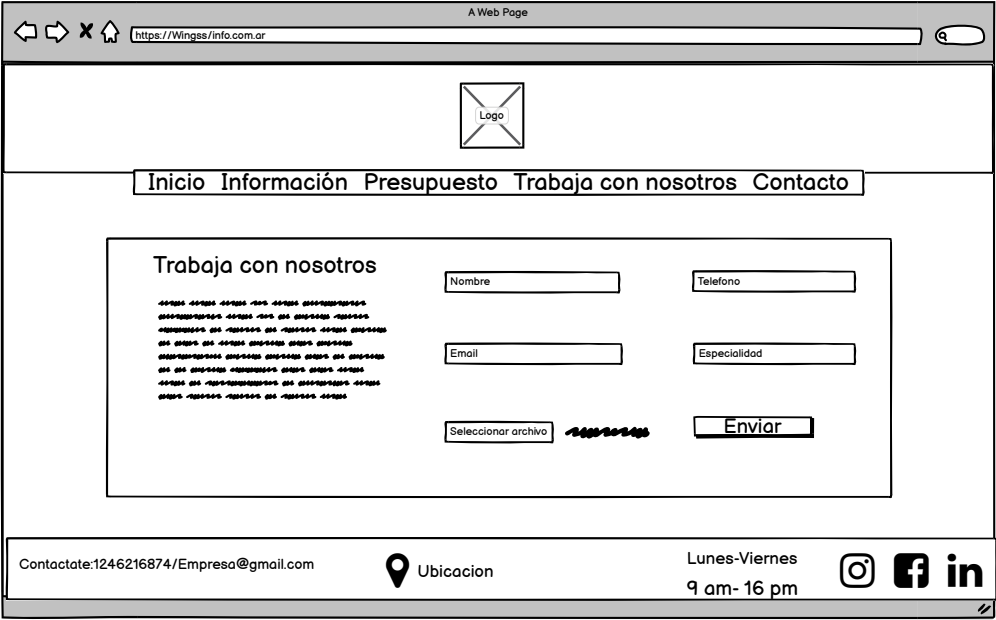 A Web Page
https://Wingss/info.com.ar
Logo
Inicio Información Presupuesto Trabaja con nosotros Contacto
Trabaja con nosotros
Nombre
Telefono
Email
Especialidad
Seleccionar archivo
Enviar
Contactate:1246216874/Empresa@gmail.com
Ubicacion
Lunes-Viernes
9 am- 16 pm
in